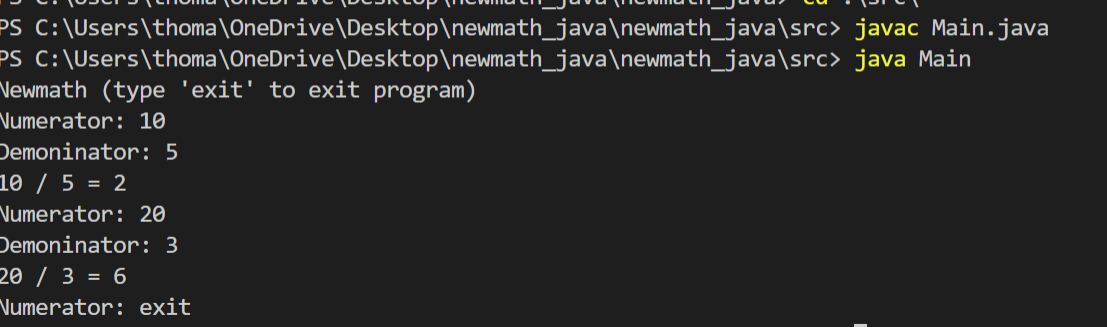 PS C:\Users\thoma\OneDrive\Desktop\newmath_java\newmath_java> cd .\src\
PS C:\Users\thoma\OneDrive\Desktop\newmath_java\newmath_java\src> javac Main.java
PS C:\Users\thoma\OneDrive\Desktop\newmath_java\newmath_java\src> java Main
Newmath (type 'exit' to exit program)
Numerator: 10
Demoninator: 5
10 / 5 = 2
Numerator: 20
Demoninator: 3
20 / 3 = 6
Numerator: exit